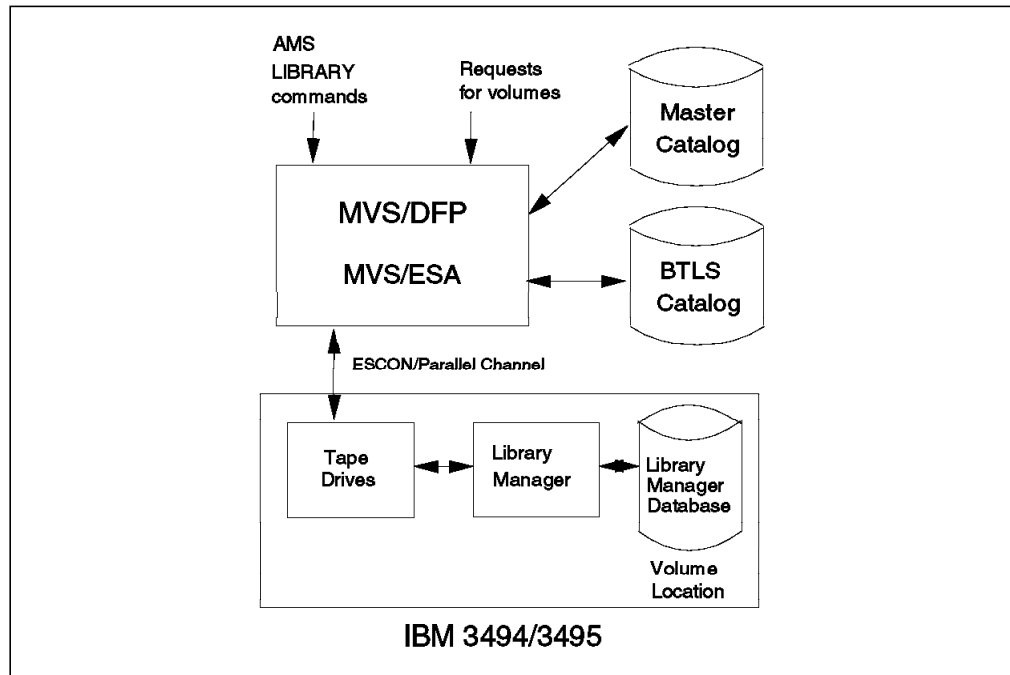 AMS
LIBRARY
commands
Requests
for volumes
Master
Catalog
MVS/DFP
MVS/ESA
BTLS
Catalog
ESCON/Parallel Channel
Tape
Drives
Library
Manager
Library
Manager
Database
Volume
Location
IBM 3494/3495